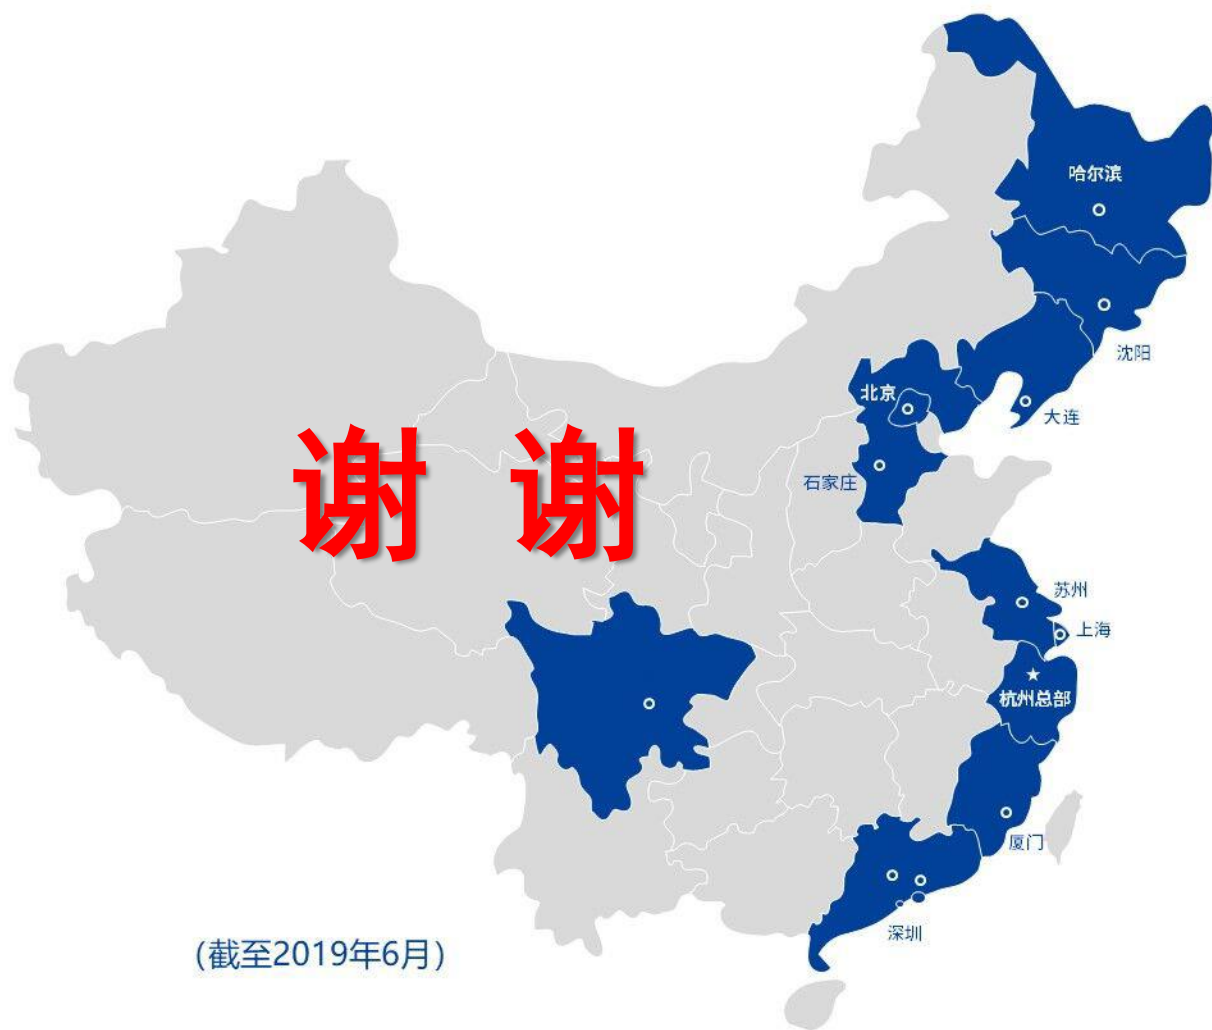 哈尔滨
沈阳
北京
大连
谢 谢
石家庄
苏州
上海
杭州总部
厦门
深圳
(截至2019年6月)